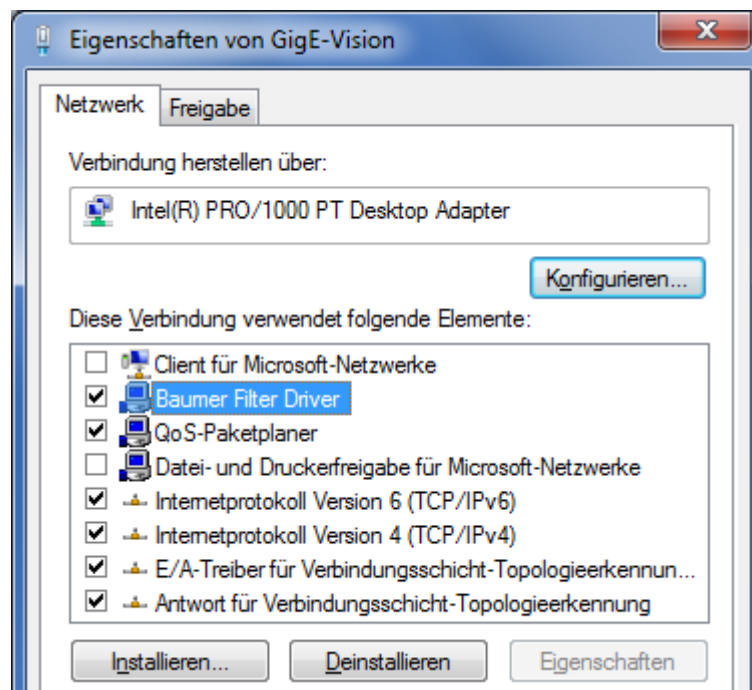 Eigenschaften von GigE-Vision
Netzwerk Freigabe
Verbindung herstellen über:
Intel(R) PRO/1000 PT Desktop Adapter
Konfigurieren...
Diese Verbindung verwendet folgende Elemente:
Client für Microsoft-Netzwerke
Baumer Filter Driver
QoS-Paketplaner
Datei- und Druckerfreigabe für Microsoft-Netzwerke
Internetprotokoll Version 6 (TCP/IPv6)
Internetprotokoll Version 4 (TCP/IPv4)
E/A-Treiber für Verbindungsschicht-Topologieerkennun...
Antwort für Verbindungsschicht-Topologieerkennung
Installieren... Deinstallieren Eigenschaften